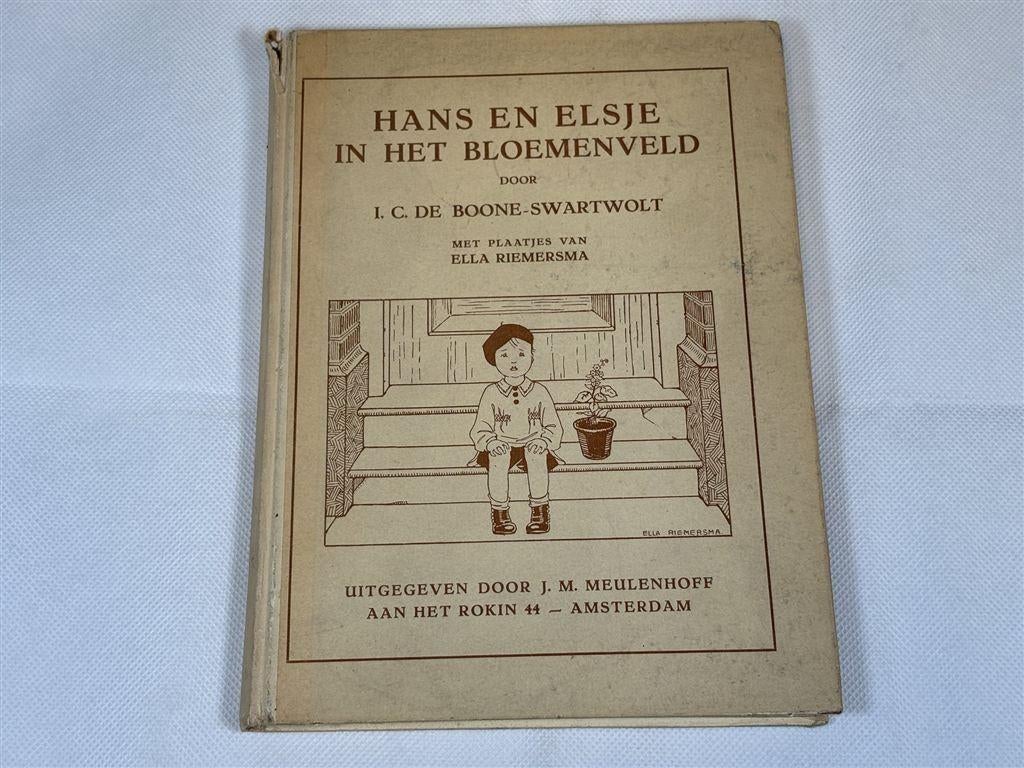 HANS EN ELSJE
IN HET BLOEMENVELD
DOOR
I. C. DE BOONE-SWARTWOLT
MET PLAATJES VAN
ELLA RIEMERSMA
ELLA RIEMERSMA.
UITGEGEVEN DOOR J. M. MEULENHOFF
AAN HET ROKIN 44 — AMSTERDAM